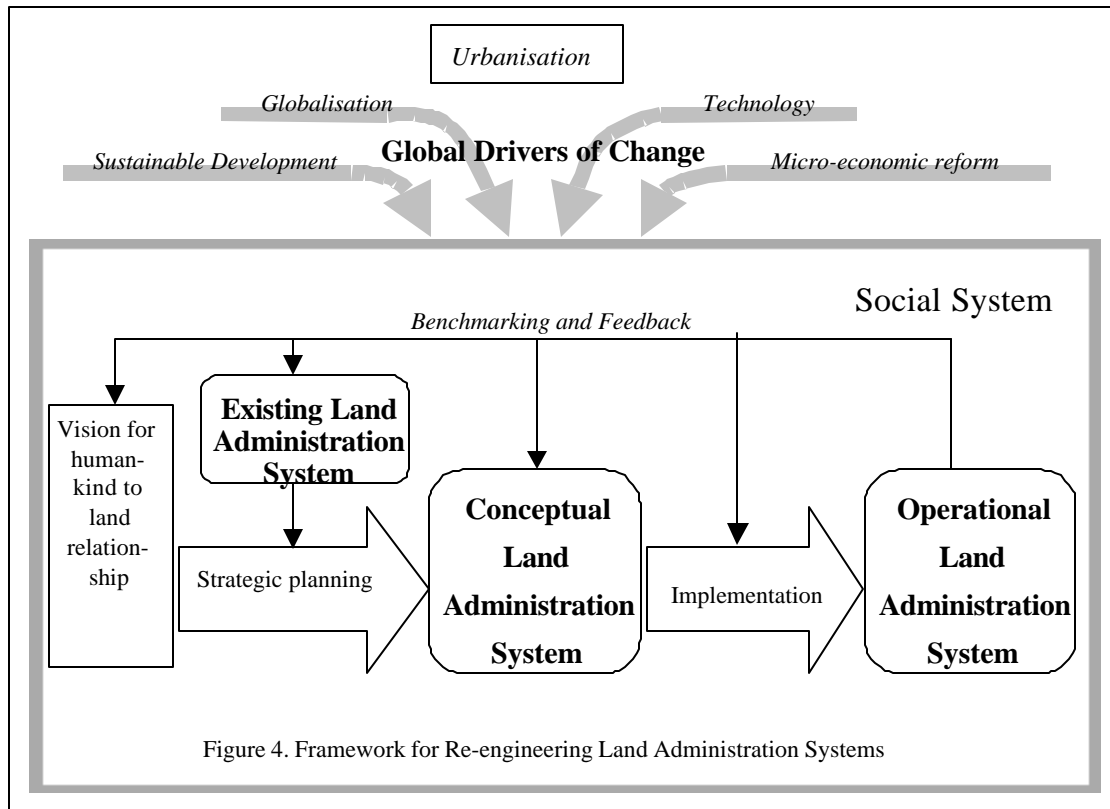 Urbanisation
Globalisation
Technology
Global Drivers of Change
Sustainable Development
Micro-economic reform
Social System
Benchmarking and Feedback
Vision for
human-
kind to
land
relation-
ship
Existing Land
Administration
System
Strategic planning
Conceptual
Land
Administration
System
Implementation
Operational
Land
Administration
System
Figure 4. Framework for Re-engineering Land Administration Systems